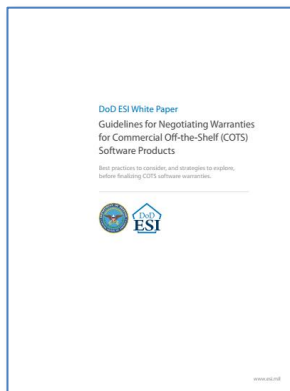 DoD ESI White Paper
Guidelines for Negotiating Warranties
for Commercial Off-the-Shelf (COTS)
Software Products
Best practices to consider, and strategies to explore,
before finalizing COTS software warranties.
DoD
ESI
www.esi.mil